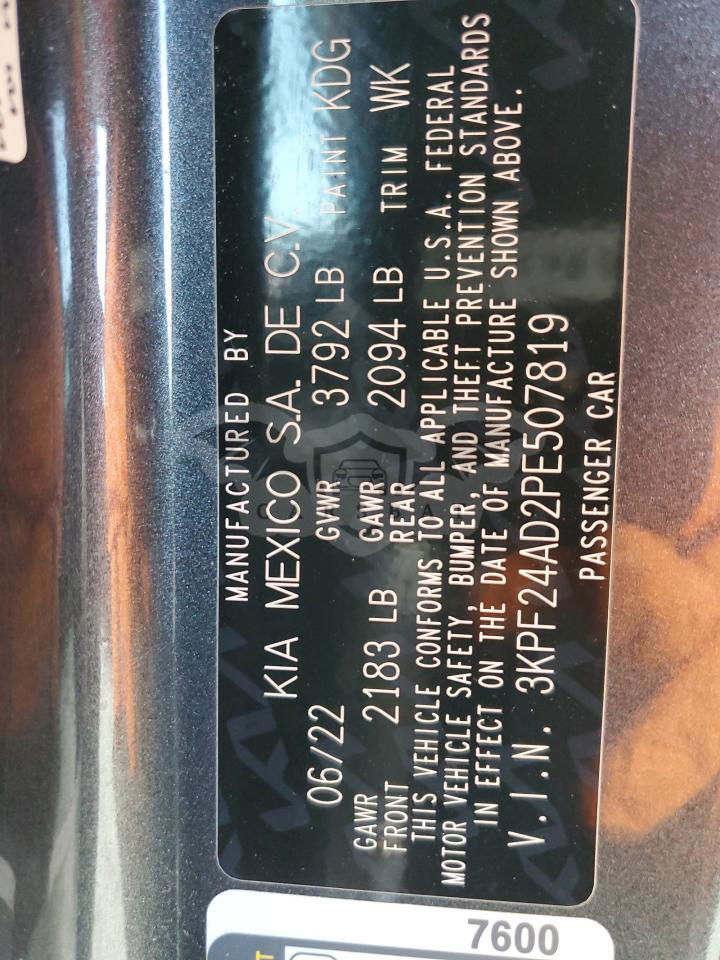 MANUFACTURED BY
KIA MEXICO S.A. DE C.V.
06/22 GVWR 3792 LB PAINT KDG
GAWR FRONT 2183 LB GAWR REAR 2094 LB TRIM WK
THIS VEHICLE CONFORMS TO ALL APPLICABLE U.S.A. FEDERAL
MOTOR VEHICLE SAFETY, BUMPER, AND THEFT PREVENTION STANDARDS
IN EFFECT ON THE DATE OF MANUFACTURE SHOWN ABOVE.
V.I.N. 3KPF24AD2PE507819
PASSENGER CAR
7600